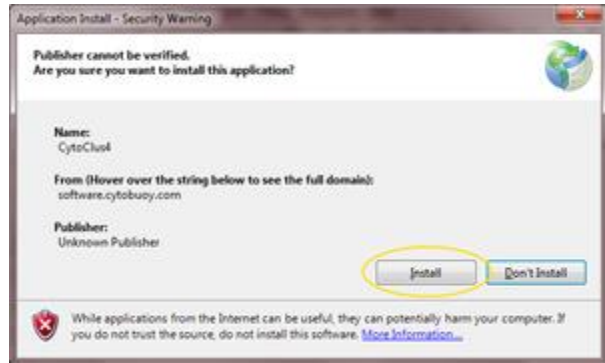 Application Install - Security Warning
Publisher cannot be verified.
Are you sure you want to install this application?
Name:
CytoClus4
From (Hover over the string below to see the full domain):
software.cytobuoy.com
Publisher:
Unknown Publisher
Install
Don't Install
While applications from the Internet can be useful, they can potentially harm your computer. If
you do not trust the source, do not install this software. More Information...